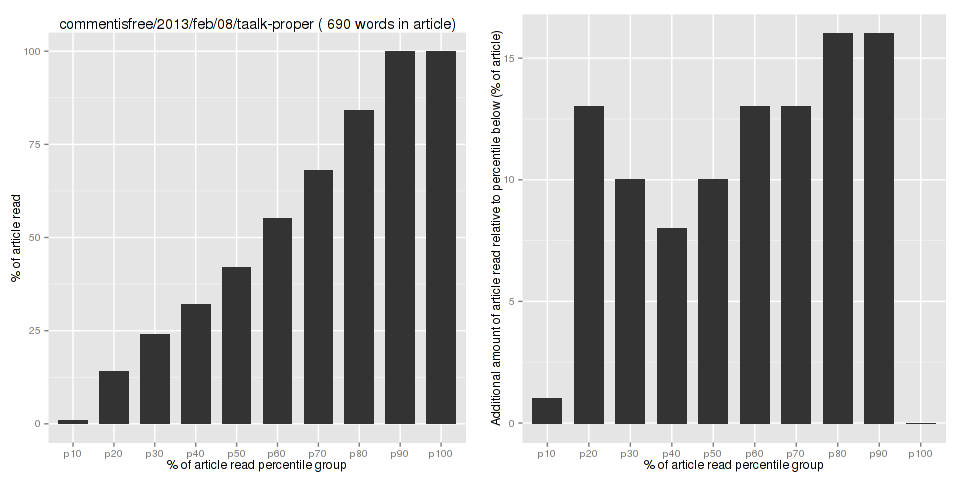 commentisfree/2013/feb/08/taalk-proper ( 690 words in article)
% of article read
100
75
50
25
0
p10 p20 p30 p40 p50 p60 p70 p80 p90 p100
% of article read percentile group
Additional amount of article read relative to percentile below (% of article)
15
10
5
0
p10 p20 p30 p40 p50 p60 p70 p80 p90 p100
% of article read percentile group